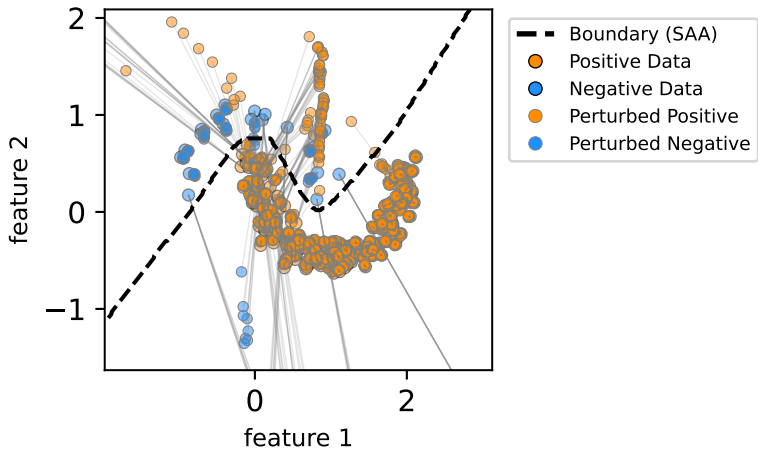 2
1
0
−1
0
2
feature 1
feature 2
Boundary (SAA)
Positive Data
Negative Data
Perturbed Positive
Perturbed Negative